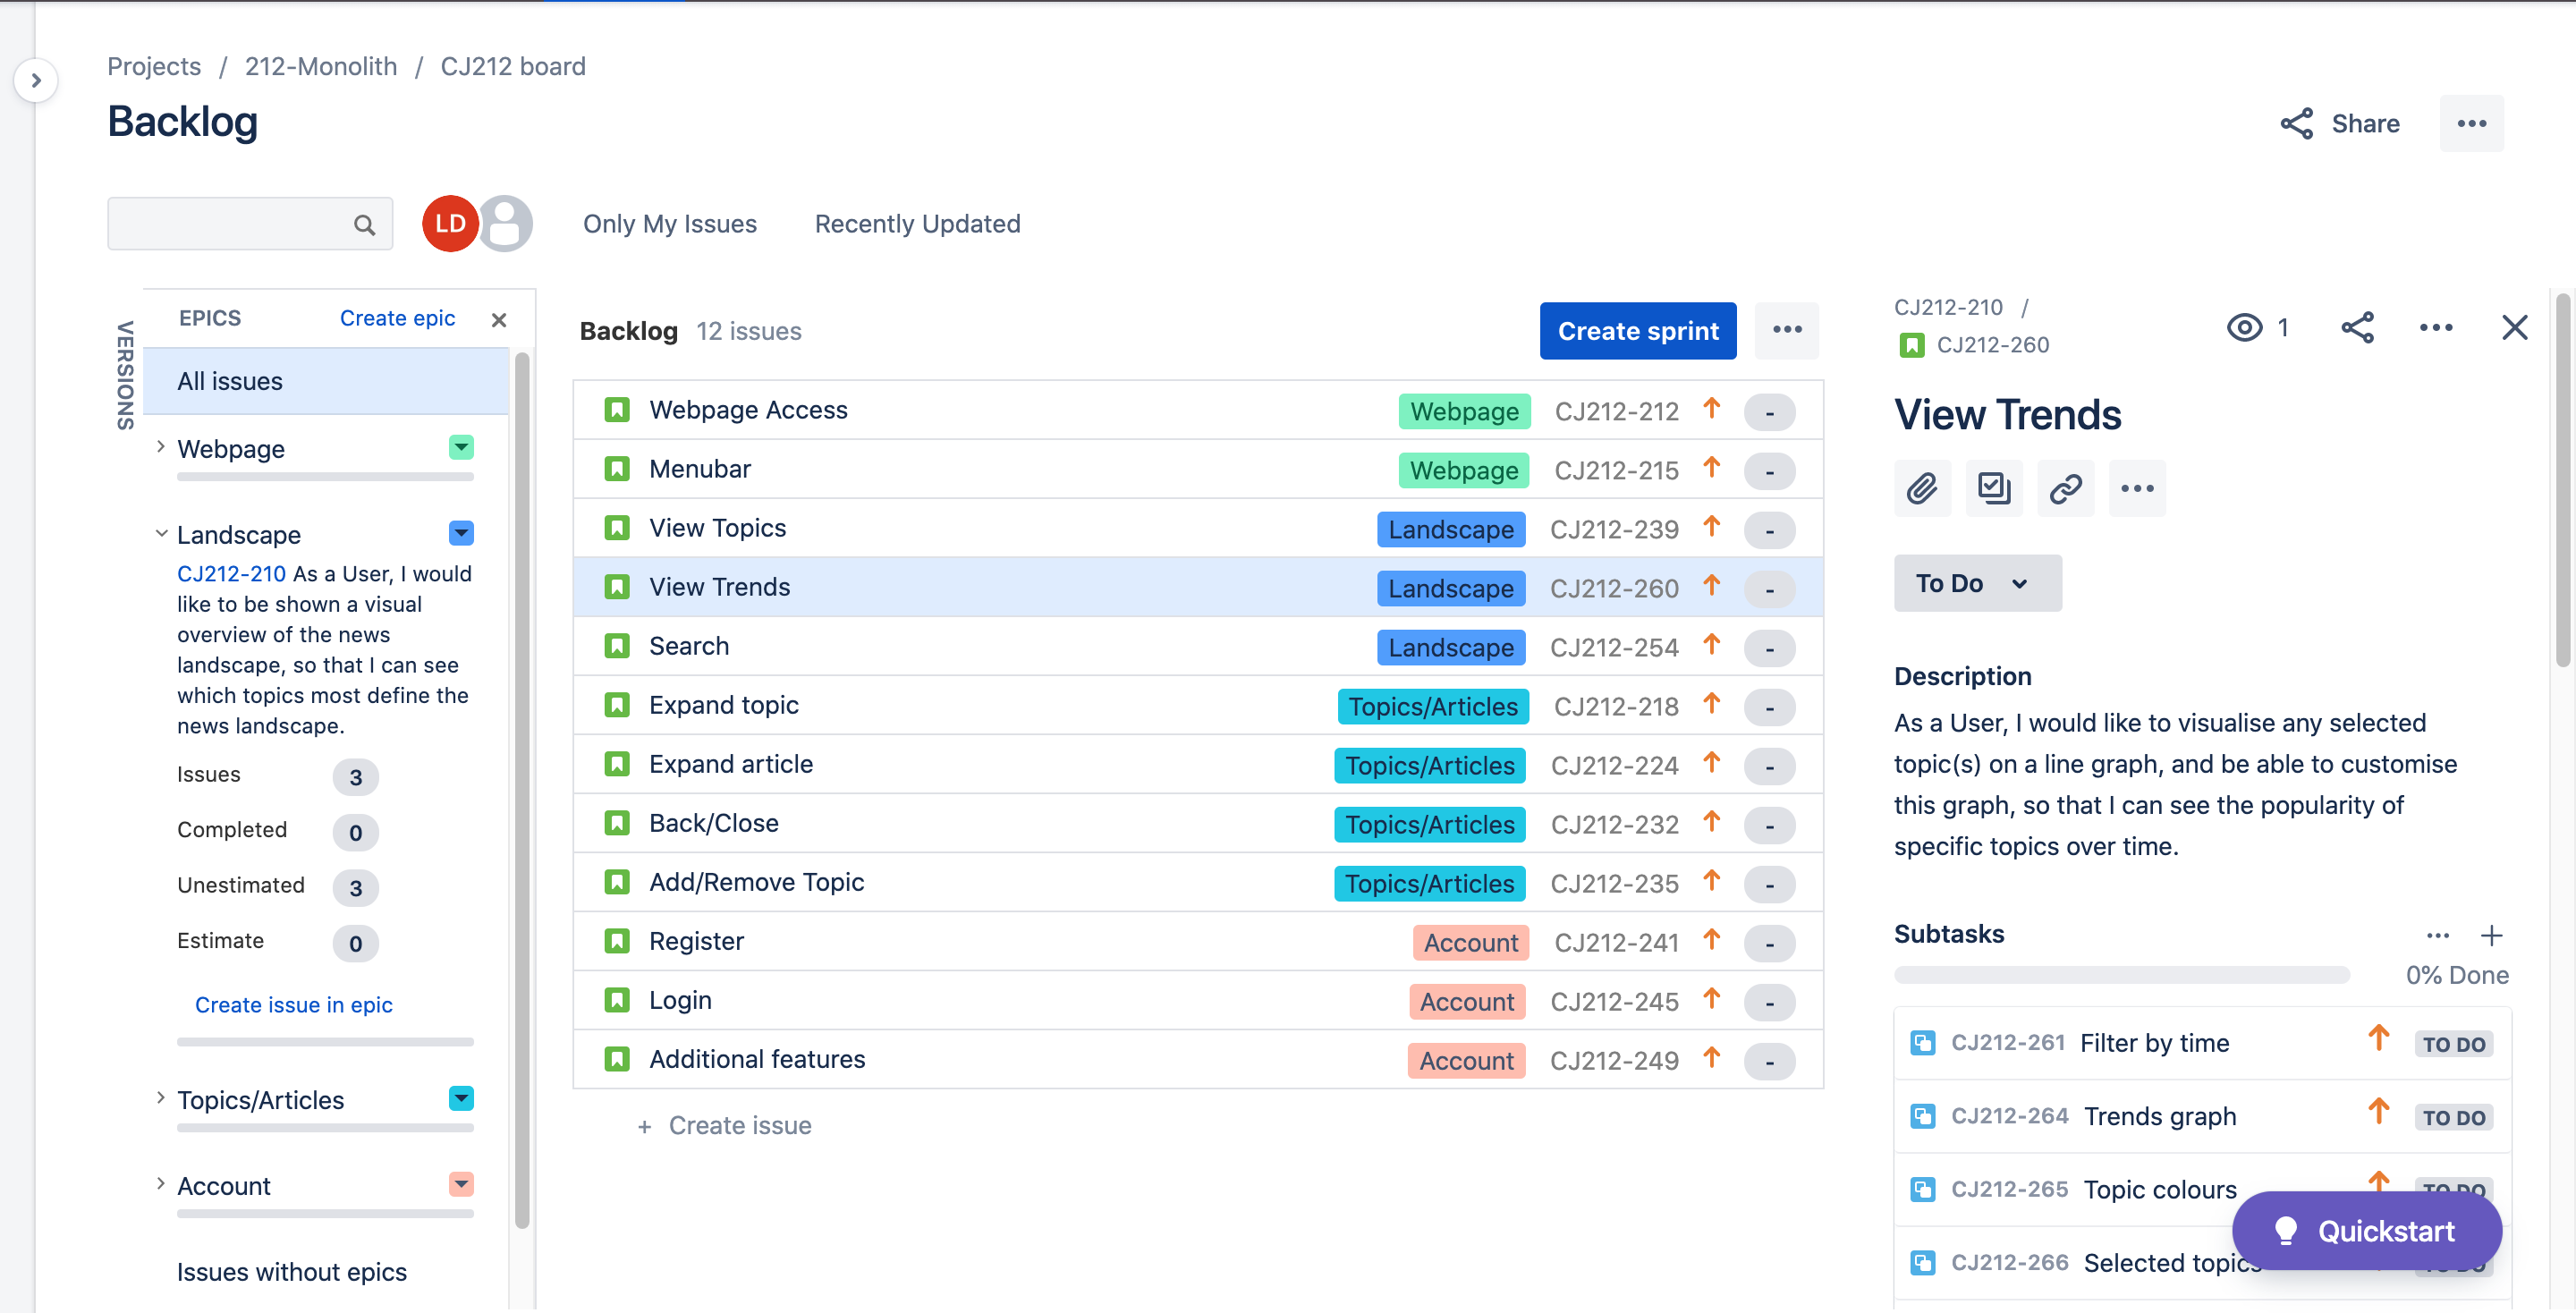 Projects / 212-Monolith / CJ212 board
Backlog
Share
LD
Only My Issues
Recently Updated
VERSIONS
EPICS
Create epic
All issues
Webpage
Landscape
CJ212-210 As a User, I would
like to be shown a visual
overview of the news
landscape, so that I can see
which topics most define the
news landscape.
Issues 3
Completed 0
Unestimated 3
Estimate 0
Create issue in epic
Topics/Articles
Account
Issues without epics
Backlog 12 issues
Create sprint
Webpage Access Webpage CJ212-212 -
Menubar Webpage CJ212-215 -
View Topics Landscape CJ212-239 -
View Trends Landscape CJ212-260 -
Search Landscape CJ212-254 -
Expand topic Topics/Articles CJ212-218 -
Expand article Topics/Articles CJ212-224 -
Back/Close Topics/Articles CJ212-232 -
Add/Remove Topic Topics/Articles CJ212-235 -
Register Account CJ212-241 -
Login Account CJ212-245 -
Additional features Account CJ212-249 -
+ Create issue
CJ212-210 /
CJ212-260
1
View Trends
To Do
Description
As a User, I would like to visualise any selected
topic(s) on a line graph, and be able to customise
this graph, so that I can see the popularity of
specific topics over time.
Subtasks
0% Done
CJ212-261 Filter by time TO DO
CJ212-264 Trends graph TO DO
CJ212-265 Topic colours TO DO
CJ212-266 Selected topics TO DO
Quickstart